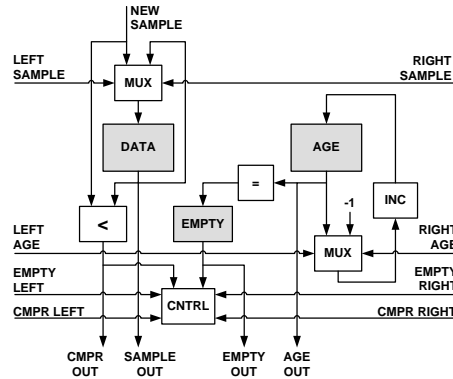 NEW
SAMPLE
LEFT
SAMPLE
RIGHT
SAMPLE
MUX
DATA
AGE
=
EMPTY
-1
INC
<
LEFT
AGE
MUX
RIGHT
AGE
EMPTY
LEFT
EMPTY
RIGHT
CNTRL
CMPR LEFT
CMPR RIGHT
CMPR
OUT
SAMPLE
OUT
EMPTY
OUT
AGE
OUT